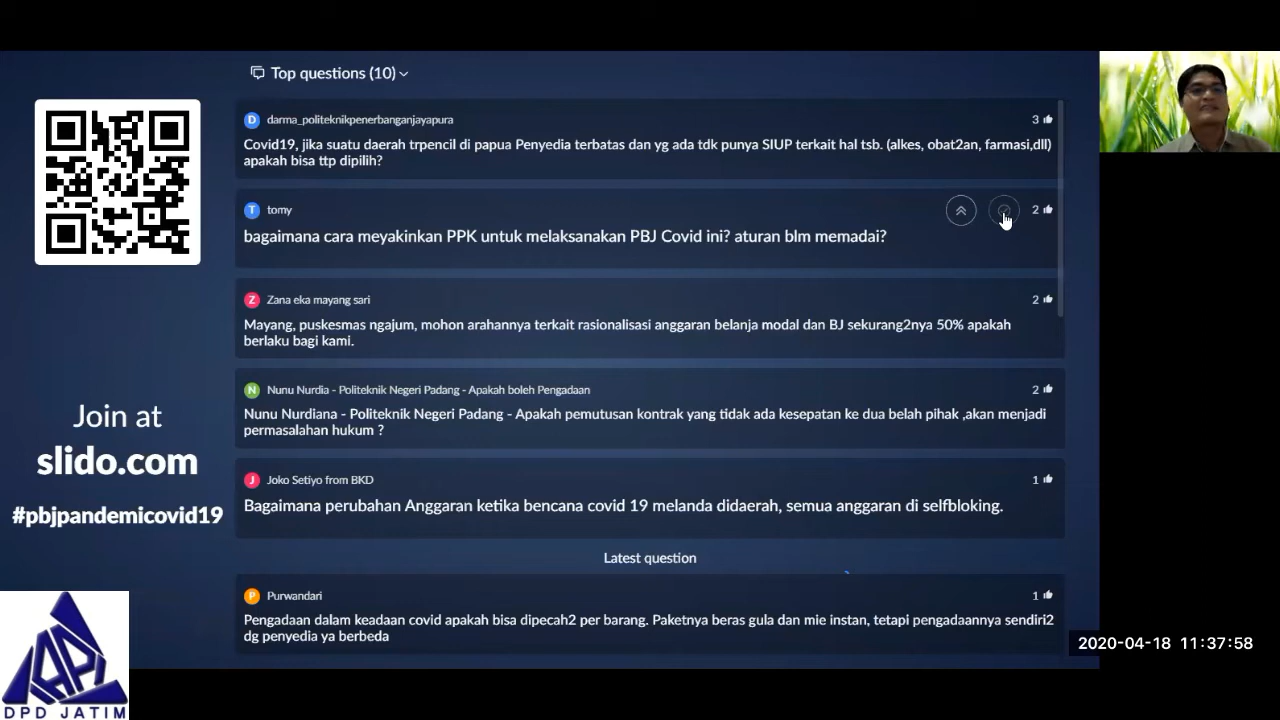 Top questions (10)
D darma_politeknikpenerbanganjayapura 3
Covid19, jika suatu daerah trpencil di papua Penyedia terbatas dan yg ada tdk punya SIUP terkait hal tsb. (alkes, obat2an, farmasi,dll)
apakah bisa ttp dipilih?
T tomy 2
bagaimana cara meyakinkan PPK untuk melaksanakan PBJ Covid ini? aturan blm memadai?
Z Zana eka mayang sari 2
Mayang, puskesmas ngajum, mohon arahannya terkait rasionalisasi anggaran belanja modal dan BJ sekurang2nya 50% apakah
berlaku bagi kami.
N Nunu Nurdia - Politeknik Negeri Padang - Apakah boleh Pengadaan 2
Nunu Nurdiana - Politeknik Negeri Padang - Apakah pemutusan kontrak yang tidak ada kesepatan ke dua belah pihak ,akan menjadi
permasalahan hukum ?
J Joko Setiyo from BKD 1
Bagaimana perubahan Anggaran ketika bencana covid 19 melanda didaerah, semua anggaran di selfbloking.
Latest question
P Purwandari 1
Pengadaan dalam keadaan covid apakah bisa dipecah2 per barang. Paketnya beras gula dan mie instan, tetapi pengadaannya sendiri2
dg penyedia ya berbeda
Join at
slido.com
#pbjpandemicovid19
IAPI
DPD JATIM
2020-04-18 11:37:58